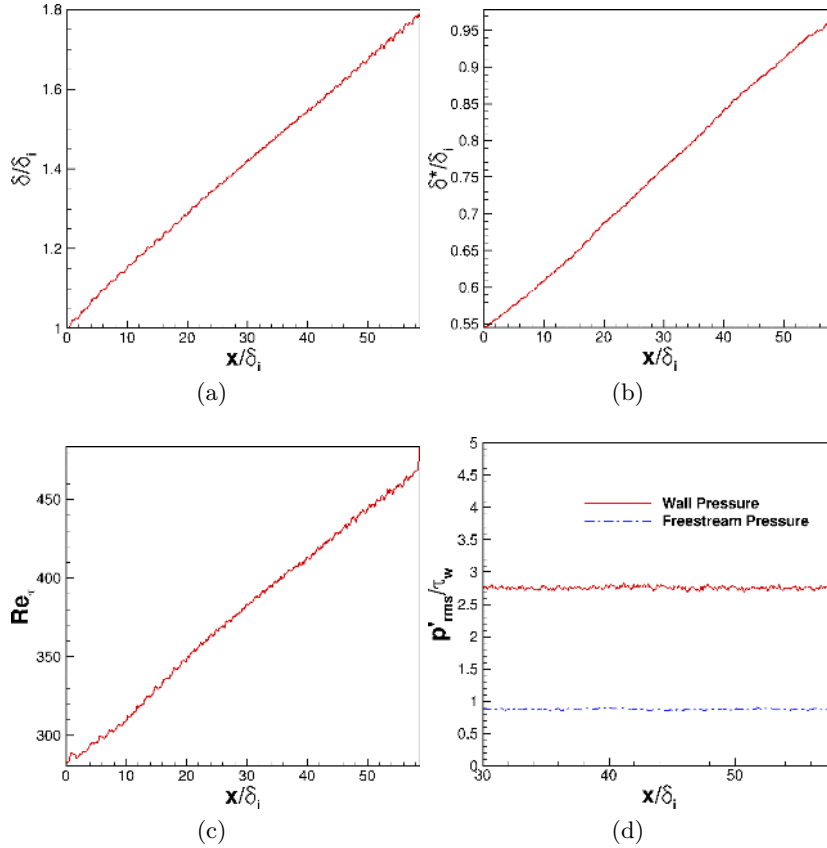 1.8
1.6
1.4
1.2
1
δ/δi
0 10 20 30 40 50
x/δi
(a)
0.95
0.9
0.85
0.8
0.75
0.7
0.65
0.6
0.55
δ*/δi
0 10 20 30 40 50
x/δi
(b)
450
400
350
300
Reτ
0 10 20 30 40 50
x/δi
(c)
5
4.5
4
3.5
3
2.5
2
1.5
1
0.5
0
p'rms/τw
Wall Pressure
Freestream Pressure
30 40 50
x/δi
(d)